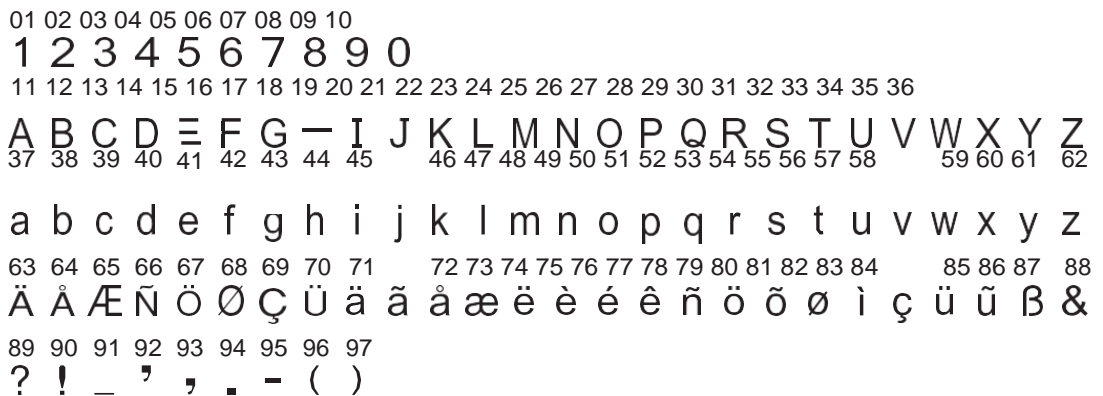 01 02 03 04 05 06 07 08 09 10
1 2 3 4 5 6 7 8 9 0
11 12 13 14 15 16 17 18 19 20 21 22 23 24 25 26 27 28 29 30 31 32 33 34 35 36
A B C D Ξ F G — I J K L M N O P Q R S T U V W X Y Z
37 38 39 40 41 42 43 44 45 46 47 48 49 50 51 52 53 54 55 56 57 58 59 60 61 62
a b c d e f g h i j k l m n o p q r s t u v w x y z
63 64 65 66 67 68 69 70 71 72 73 74 75 76 77 78 79 80 81 82 83 84 85 86 87 88
Ä Å Æ Ñ Ö Ø Ç Ü ä ã å æ ë è é ê ñ ö õ ø ì ç ü ũ ß &
89 90 91 92 93 94 95 96 97
? ! _ ’ , . - ( )